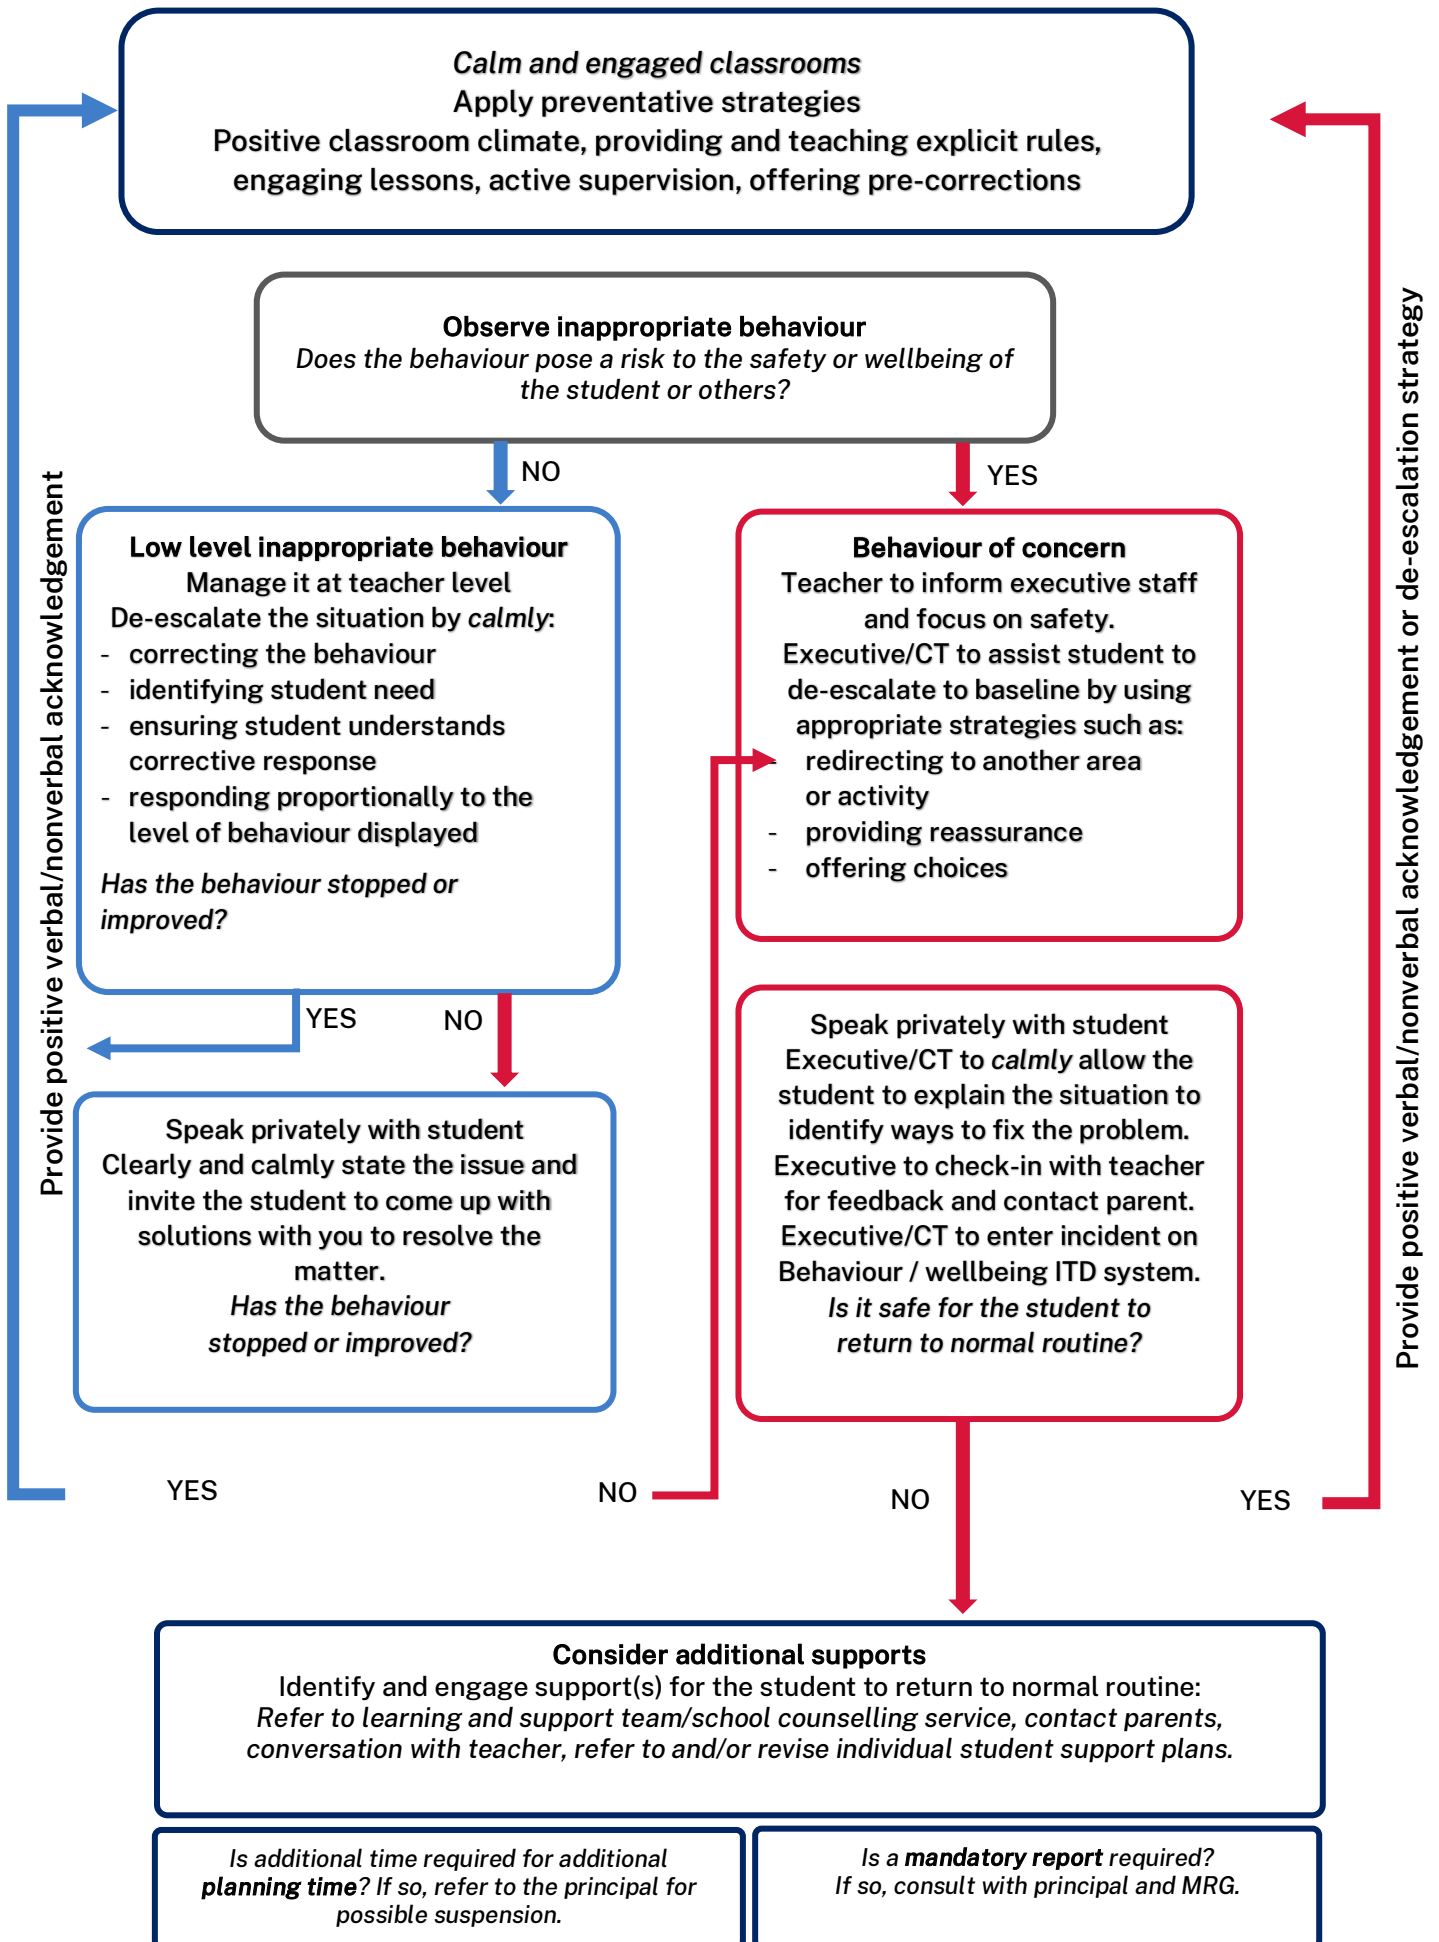 Calm and engaged classrooms
Apply preventative strategies
Positive classroom climate, providing and teaching explicit rules,
engaging lessons, active supervision, offering pre-corrections
Observe inappropriate behaviour
Does the behaviour pose a risk to the safety or wellbeing of
the student or others?
NO
YES
Low level inappropriate behaviour
Manage it at teacher level
De-escalate the situation by calmly:
- correcting the behaviour
- identifying student need
- ensuring student understands
corrective response
- responding proportionally to the
level of behaviour displayed
Has the behaviour stopped or
improved?
Behaviour of concern
Teacher to inform executive staff
and focus on safety.
Executive/CT to assist student to
de-escalate to baseline by using
appropriate strategies such as:
- redirecting to another area
or activity
- providing reassurance
- offering choices
YES
NO
Speak privately with student
Clearly and calmly state the issue and
invite the student to come up with
solutions with you to resolve the
matter.
Has the behaviour
stopped or improved?
Speak privately with student
Executive/CT to calmly allow the
student to explain the situation to
identify ways to fix the problem.
Executive to check-in with teacher
for feedback and contact parent.
Executive/CT to enter incident on
Behaviour / wellbeing ITD system.
Is it safe for the student to
return to normal routine?
YES
NO
NO
YES
Provide positive verbal/nonverbal acknowledgement
Provide positive verbal/nonverbal acknowledgement or de-escalation strategy
Consider additional supports
Identify and engage support(s) for the student to return to normal routine:
Refer to learning and support team/school counselling service, contact parents,
conversation with teacher, refer to and/or revise individual student support plans.
Is additional time required for additional
planning time? If so, refer to the principal for
possible suspension.
Is a mandatory report required?
If so, consult with principal and MRG.